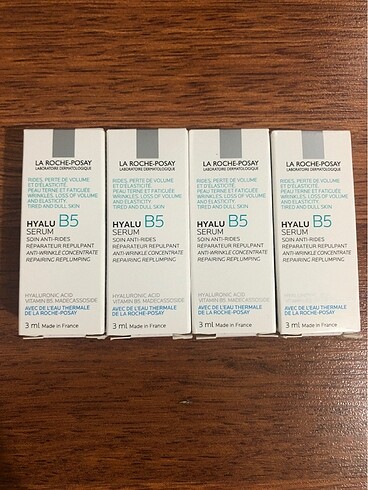 LA ROCHE-POSAY
LABORATOIRE DERMATOLOGIQUE
RIDES, PERTE DE VOLUME
ET D'ÉLASTICITÉ.
PEAU TERNE ET FATIGUÉE
WRINKLES, LOSS OF VOLUME
AND ELASTICITY.
TIRED AND DULL SKIN
HYALU B5
SERUM
SOIN ANTI-RIDES
RÉPARATEUR REPULPANT
ANTI-WRINKLE CONCENTRATE
REPAIRING REPLUMPING
HYALURONIC ACID
VITAMIN B5, MADECASSOSIDE
AVEC DE L'EAU THERMALE
DE LA ROCHE-POSAY
3 ml Made in France
LA ROCHE-POSAY
LABORATOIRE DERMATOLOGIQUE
RIDES, PERTE DE VOLUME
ET D'ÉLASTICITÉ.
PEAU TERNE ET FATIGUÉE
WRINKLES, LOSS OF VOLUME
AND ELASTICITY.
TIRED AND DULL SKIN
HYALU B5
SERUM
SOIN ANTI-RIDES
RÉPARATEUR REPULPANT
ANTI-WRINKLE CONCENTRATE
REPAIRING REPLUMPING
HYALURONIC ACID
VITAMIN B5, MADECASSOSIDE
AVEC DE L'EAU THERMALE
DE LA ROCHE-POSAY
3 ml Made in France
LA ROCHE-POSAY
LABORATOIRE DERMATOLOGIQUE
RIDES, PERTE DE VOLUME
ET D'ÉLASTICITÉ.
PEAU TERNE ET FATIGUÉE
WRINKLES, LOSS OF VOLUME
AND ELASTICITY.
TIRED AND DULL SKIN
HYALU B5
SERUM
SOIN ANTI-RIDES
RÉPARATEUR REPULPANT
ANTI-WRINKLE CONCENTRATE
REPAIRING REPLUMPING
HYALURONIC ACID
VITAMIN B5, MADECASSOSIDE
AVEC DE L'EAU THERMALE
DE LA ROCHE-POSAY
3 ml Made in France
LA ROCHE-POSAY
LABORATOIRE DERMATOLOGIQUE
RIDES, PERTE DE VOLUME
ET D'ÉLASTICITÉ.
PEAU TERNE ET FATIGUÉE
WRINKLES, LOSS OF VOLUME
AND ELASTICITY.
TIRED AND DULL SKIN
HYALU B5
SERUM
SOIN ANTI-RIDES
RÉPARATEUR REPULPANT
ANTI-WRINKLE CONCENTRATE
REPAIRING REPLUMPING
AVEC DE L'EAU THERMALE
DE LA ROCHE-POSAY
3 ml Made in France